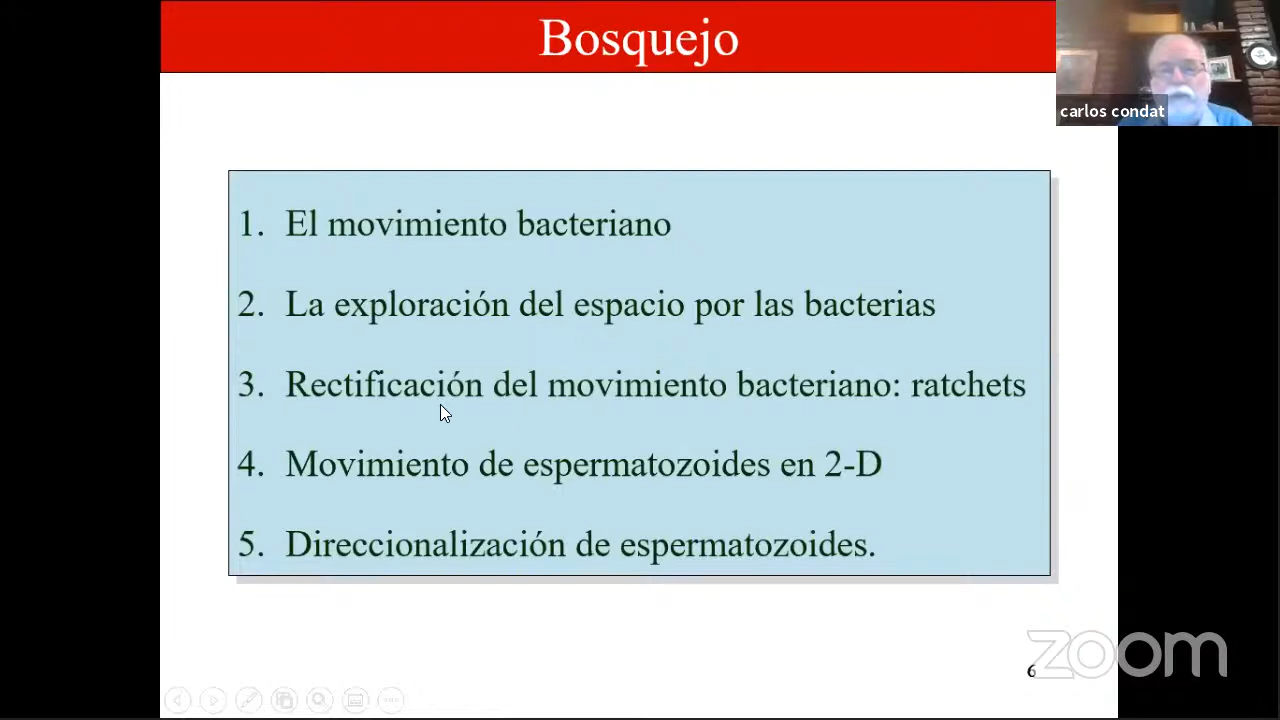 Bosquejo
carlos condat
1. El movimiento bacteriano
2. La exploración del espacio por las bacterias
3. Rectificación del movimiento bacteriano: ratchets
4. Movimiento de espermatozoides en 2-D
5. Direccionalización de espermatozoides.
zoom
6